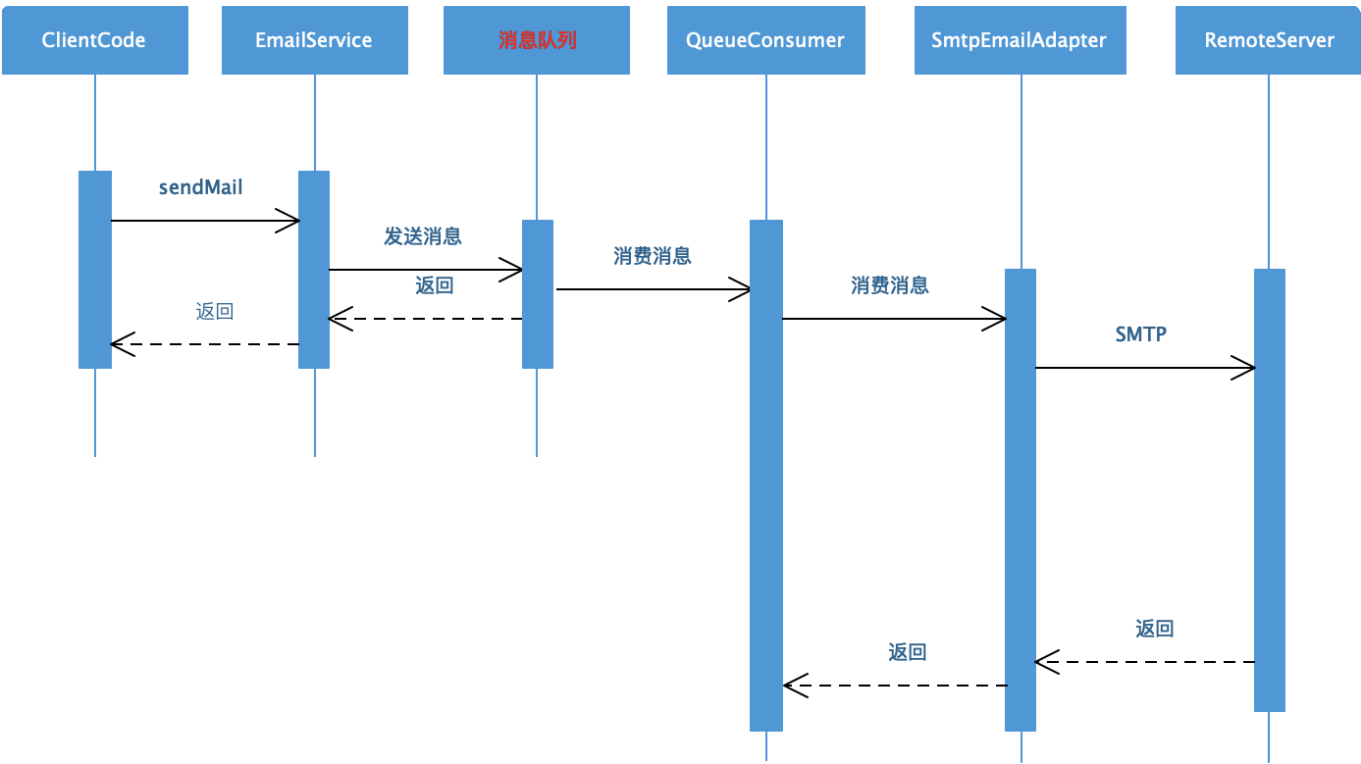 ClientCode
EmailService
消息队列
QueueConsumer
SmtpEmailAdapter
RemoteServer
sendMail
发送消息
消费消息
返回
消费消息
返回
SMTP
返回
返回